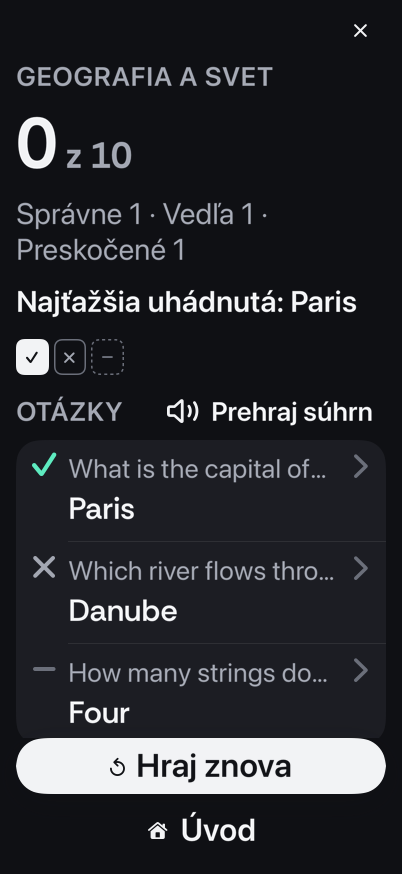 GEOGRAFIA A SVET
0 z 10
Správne 1 · Vedľa 1 ·
Preskočené 1
Najťažšia uhádnutá: Paris
OTÁZKY
Prehraj súhrn
What is the capital of…
Paris
Which river flows thro…
Danube
How many strings do…
Four
Hraj znova
Úvod